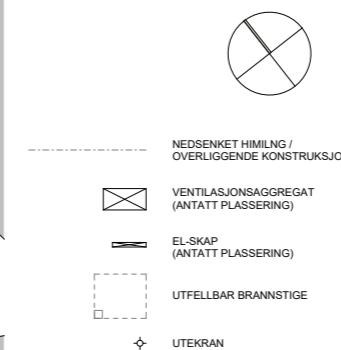 NEDSENKET HIMILNG /
OVERLIGGENDE KONSTRUKSJO
VENTILASJONSAGGREGAT
(ANTATT PLASSERING)
EL-SKAP
(ANTATT PLASSERING)
UTFELLBAR BRANNSTIGE
UTEKRAN